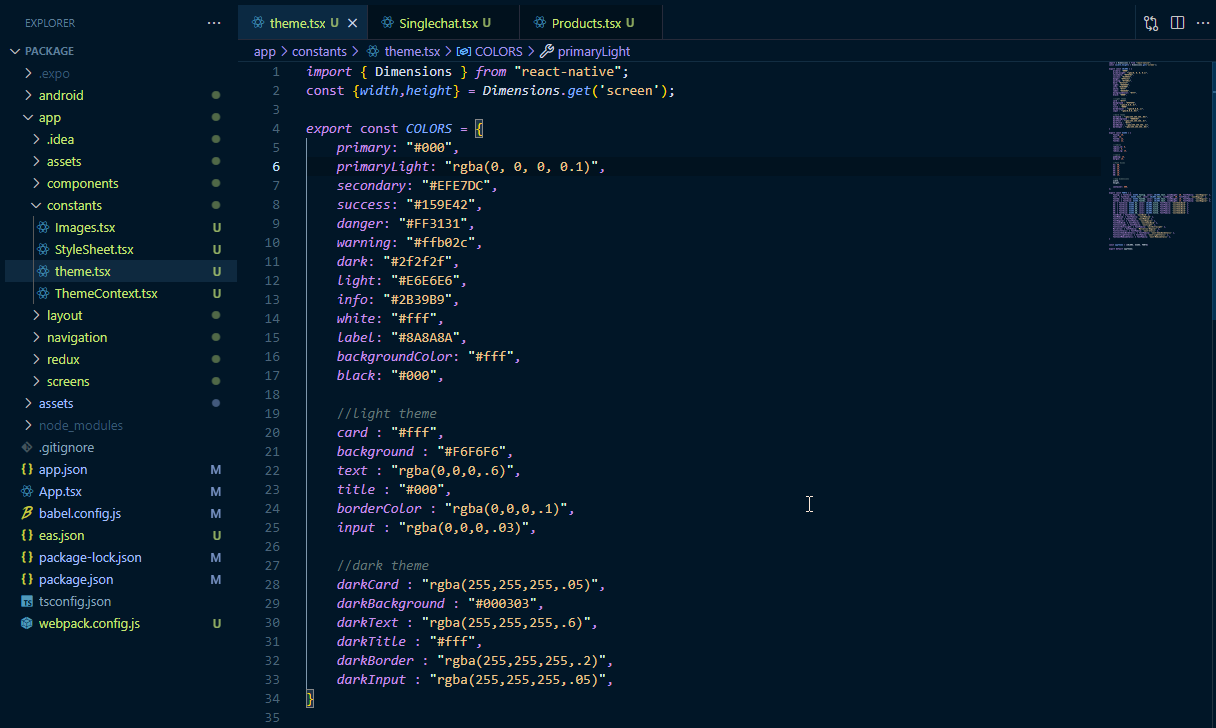 EXPLORER
PACKAGE
.expo
android
app
.idea
assets
components
constants
Images.tsx U
StyleSheet.tsx U
theme.tsx U
ThemeContext.tsx U
layout
navigation
redux
screens
assets
node_modules
.gitignore
app.json M
App.tsx M
babel.config.js M
eas.json U
package-lock.json M
package.json M
tsconfig.json
webpack.config.js U
theme.tsx U
Singlechat.tsx U
Products.tsx U
app > constants > theme.tsx > COLORS > primaryLight
1 import { Dimensions } from "react-native";
2 const {width,height} = Dimensions.get('screen');
3
4 export const COLORS = {
5 primary: "#000",
6 primaryLight: "rgba(0, 0, 0, 0.1)",
7 secondary: "#EFE7DC",
8 success: "#159E42",
9 danger: "#FF3131",
10 warning: "#ffb02c",
11 dark: "#2f2f2f",
12 light: "#E6E6E6",
13 info: "#2B39B9",
14 white: "#fff",
15 label: "#8A8A8A",
16 backgroundColor: "#fff",
17 black: "#000",
18
19 //light theme
20 card : "#fff",
21 background : "#F6F6F6",
22 text : "rgba(0,0,0,.6)",
23 title : "#000",
24 borderColor : "rgba(0,0,0,.1)",
25 input : "rgba(0,0,0,.03)",
26
27 //dark theme
28 darkCard : "rgba(255,255,255,.05)",
29 darkBackground : "#000303",
30 darkText : "rgba(255,255,255,.6)",
31 darkTitle : "#fff",
32 darkBorder : "rgba(255,255,255,.2)",
33 darkInput : "rgba(255,255,255,.05)",
34 }
35